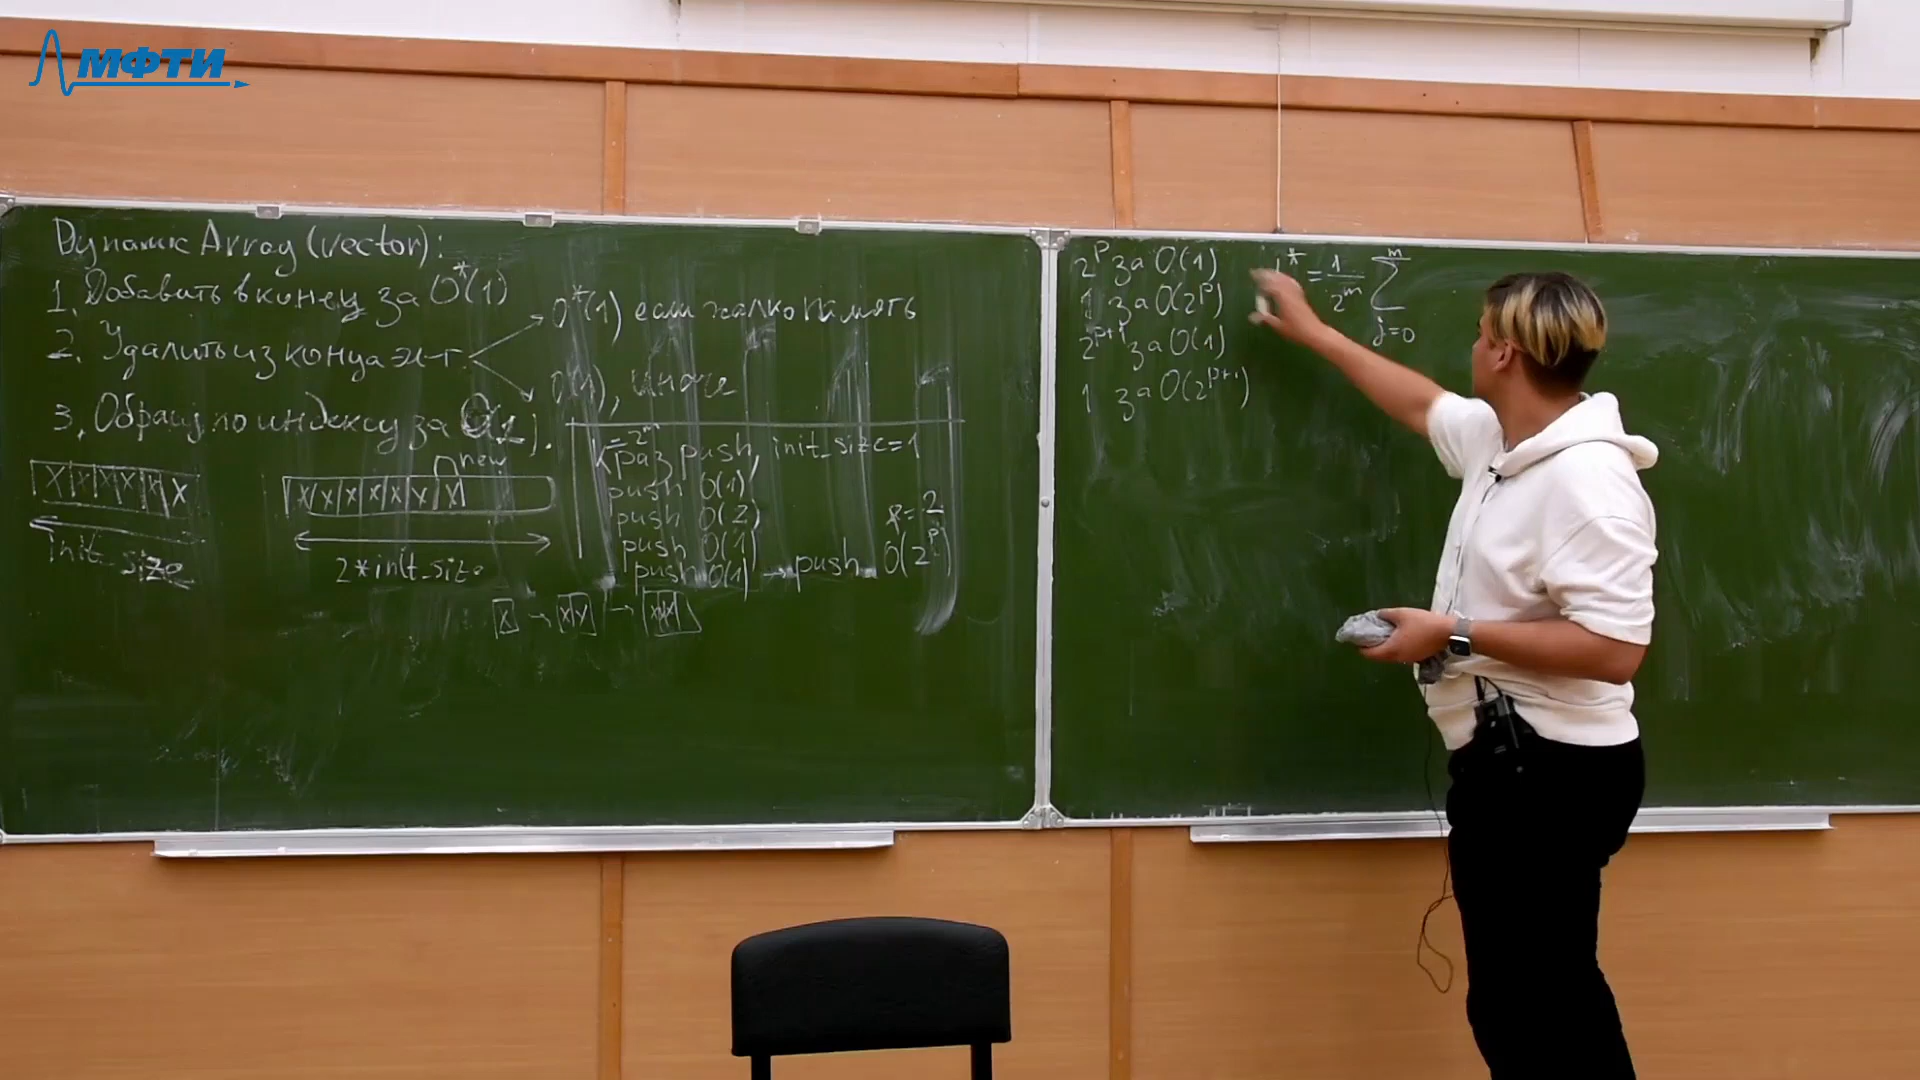 МФТИ
Dynamic Array (vector):
1. Добавить в конец за O*(1)
2. Удалить из конца эл-т.
O*(1) если жалко память
O(1), иначе
3. Обращ. по индексу за
init_size
new
2*init_size
k=2^m
k раз push, init_size=1
push O(1)
push O(2)
push O(1)
push O(1) → push O(2^p)
x → xy → xxx
2^p за O(1)
1 за O(2^p)
2^(p+1) за O(1)
1 за O(2^(p+1))
t* = 1/2^m Σ
m
j=0